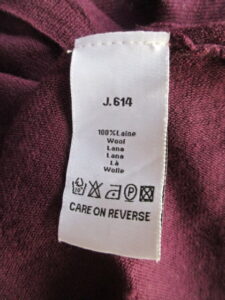 J.614
100%Laine
Wool
Lana
Lana
Lã
Wolle
CARE ON REVERSE